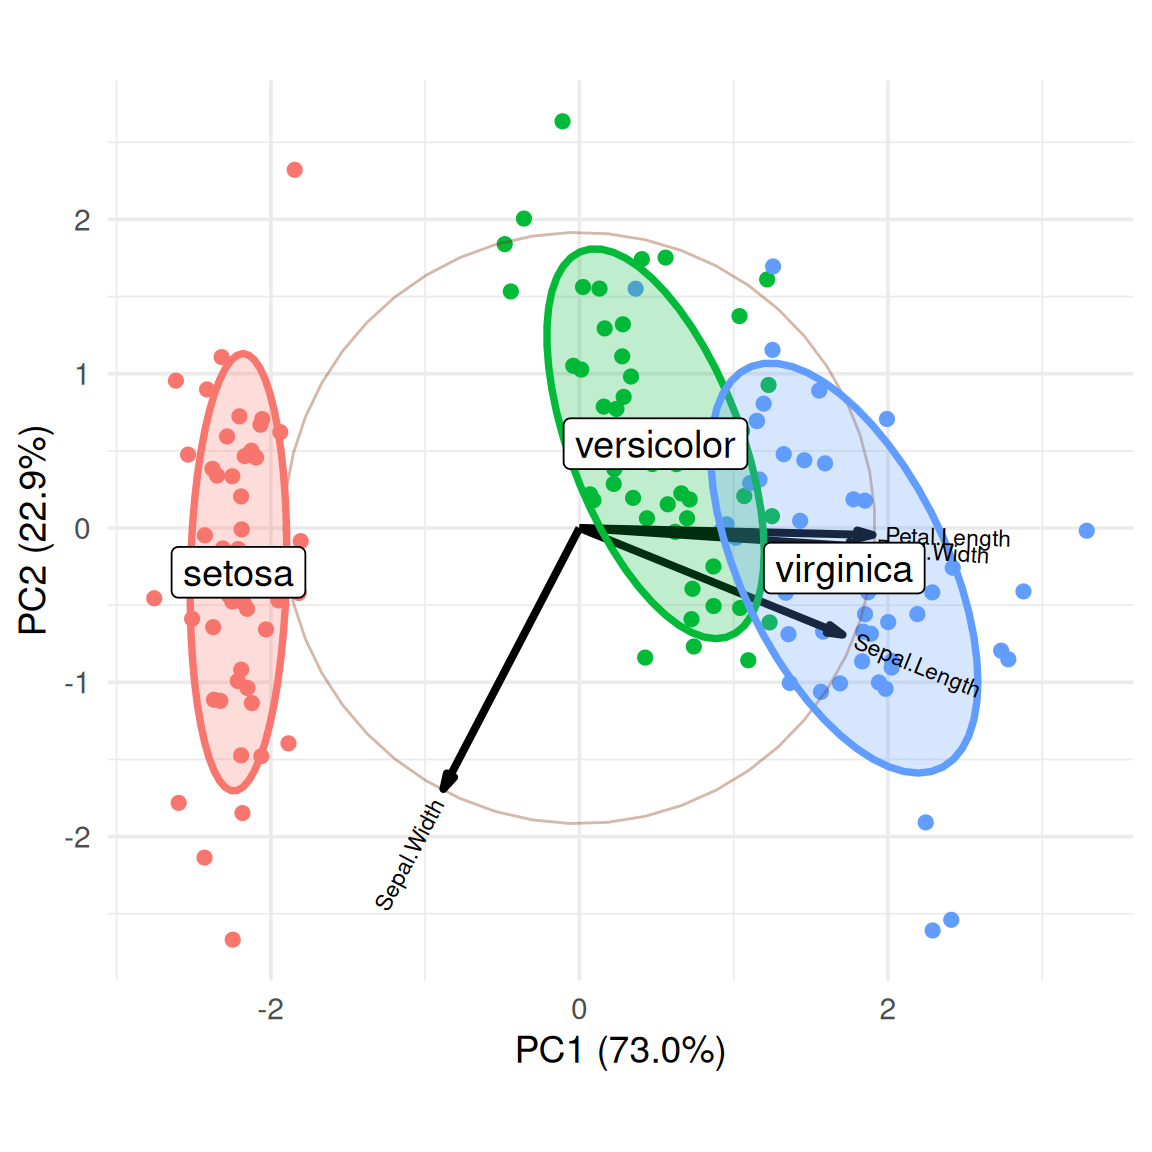 2
1
0
-1
-2
PC2 (22.9%)
versicolor
setosa
virginica
Petal.Length
.Width
Sepal.Length
Sepal.Width
-2
0
2
PC1 (73.0%)